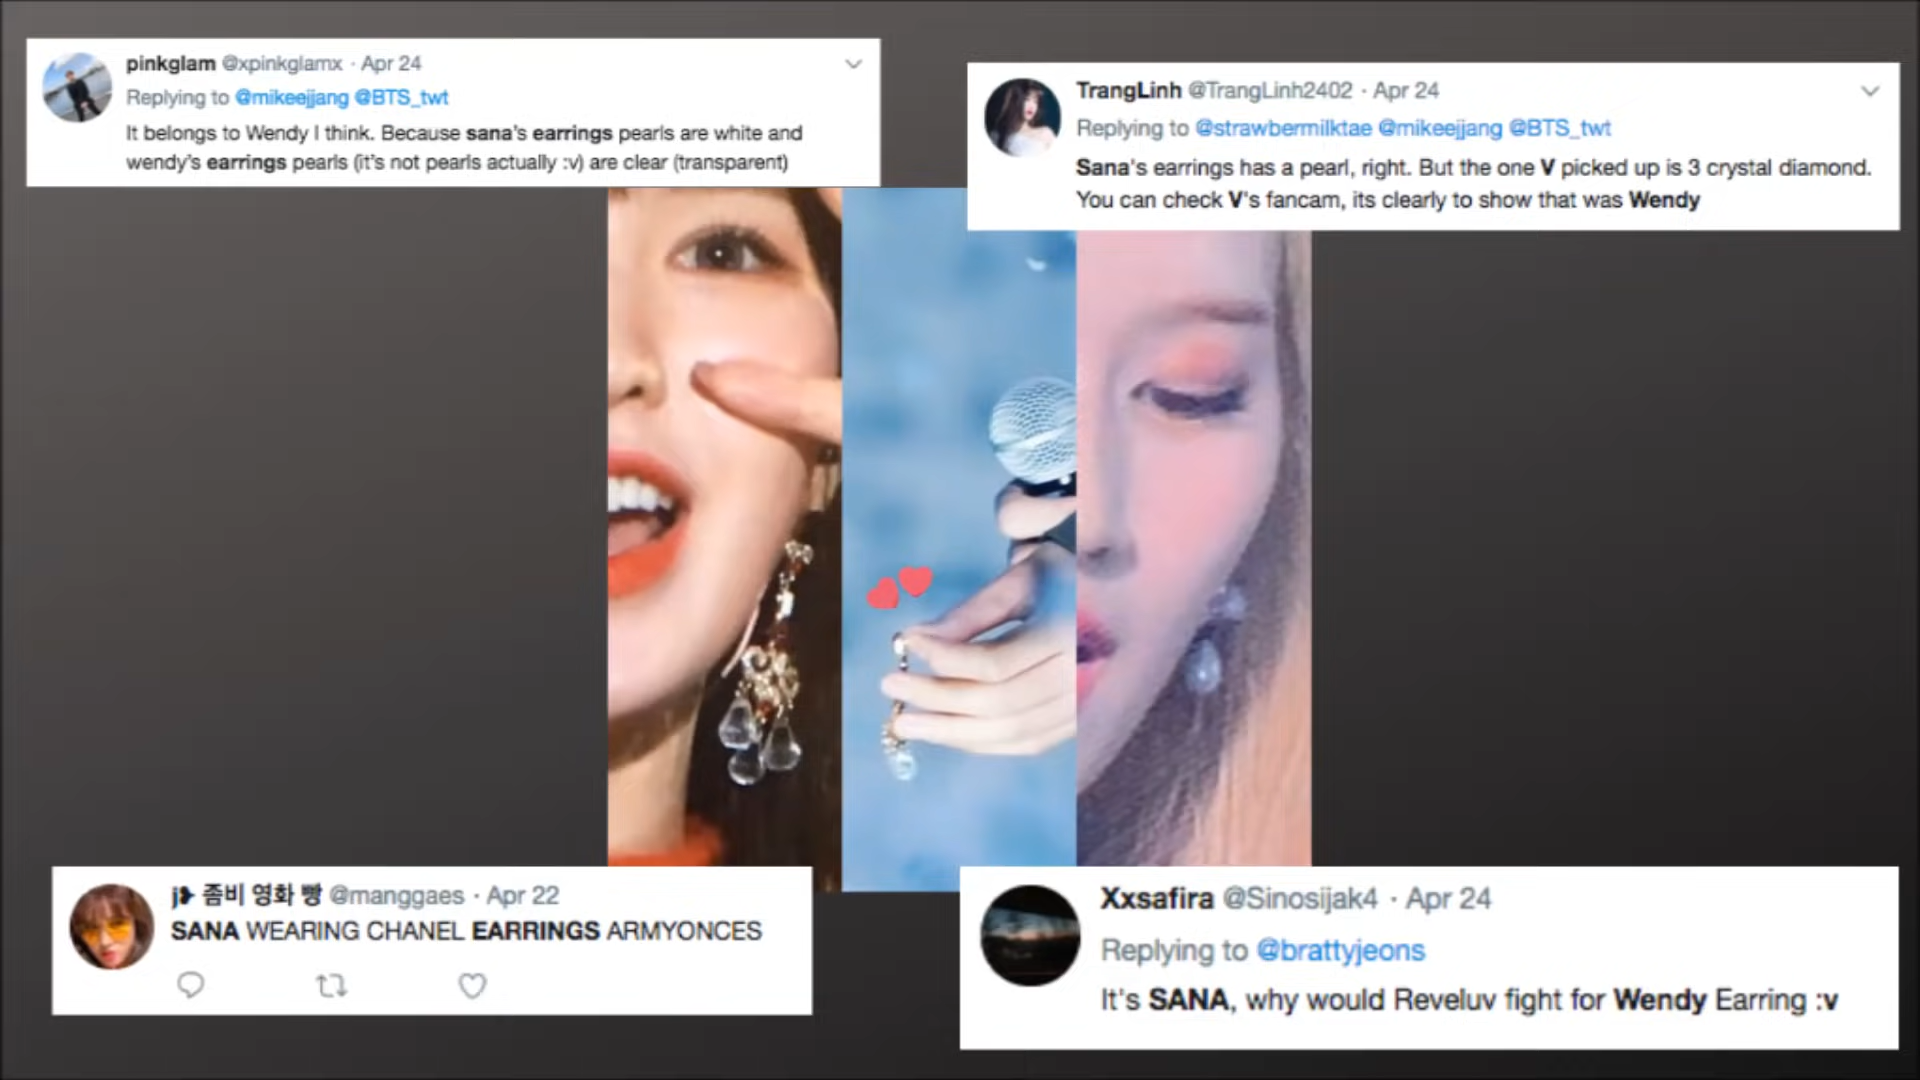 pinkglam @xpinkglamx · Apr 24
Replying to @mikeejjang @BTS_twt
It belongs to Wendy I think. Because sana's earrings pearls are white and
wendy's earrings pearls (it's not pearls actually :v) are clear (transparent)
TrangLinh @TrangLinh2402 · Apr 24
Replying to @strawbermilktae @mikeejjang @BTS_twt
Sana's earrings has a pearl, right. But the one V picked up is 3 crystal diamond.
You can check V's fancam, its clearly to show that was Wendy
좀비 영화 빵 @manggaes · Apr 22
SANA WEARING CHANEL EARRINGS ARMYONCES
Xxsafira @Sinosijak4 · Apr 24
Replying to @brattyjeons
It's SANA, why would Reveluv fight for Wendy Earring :v